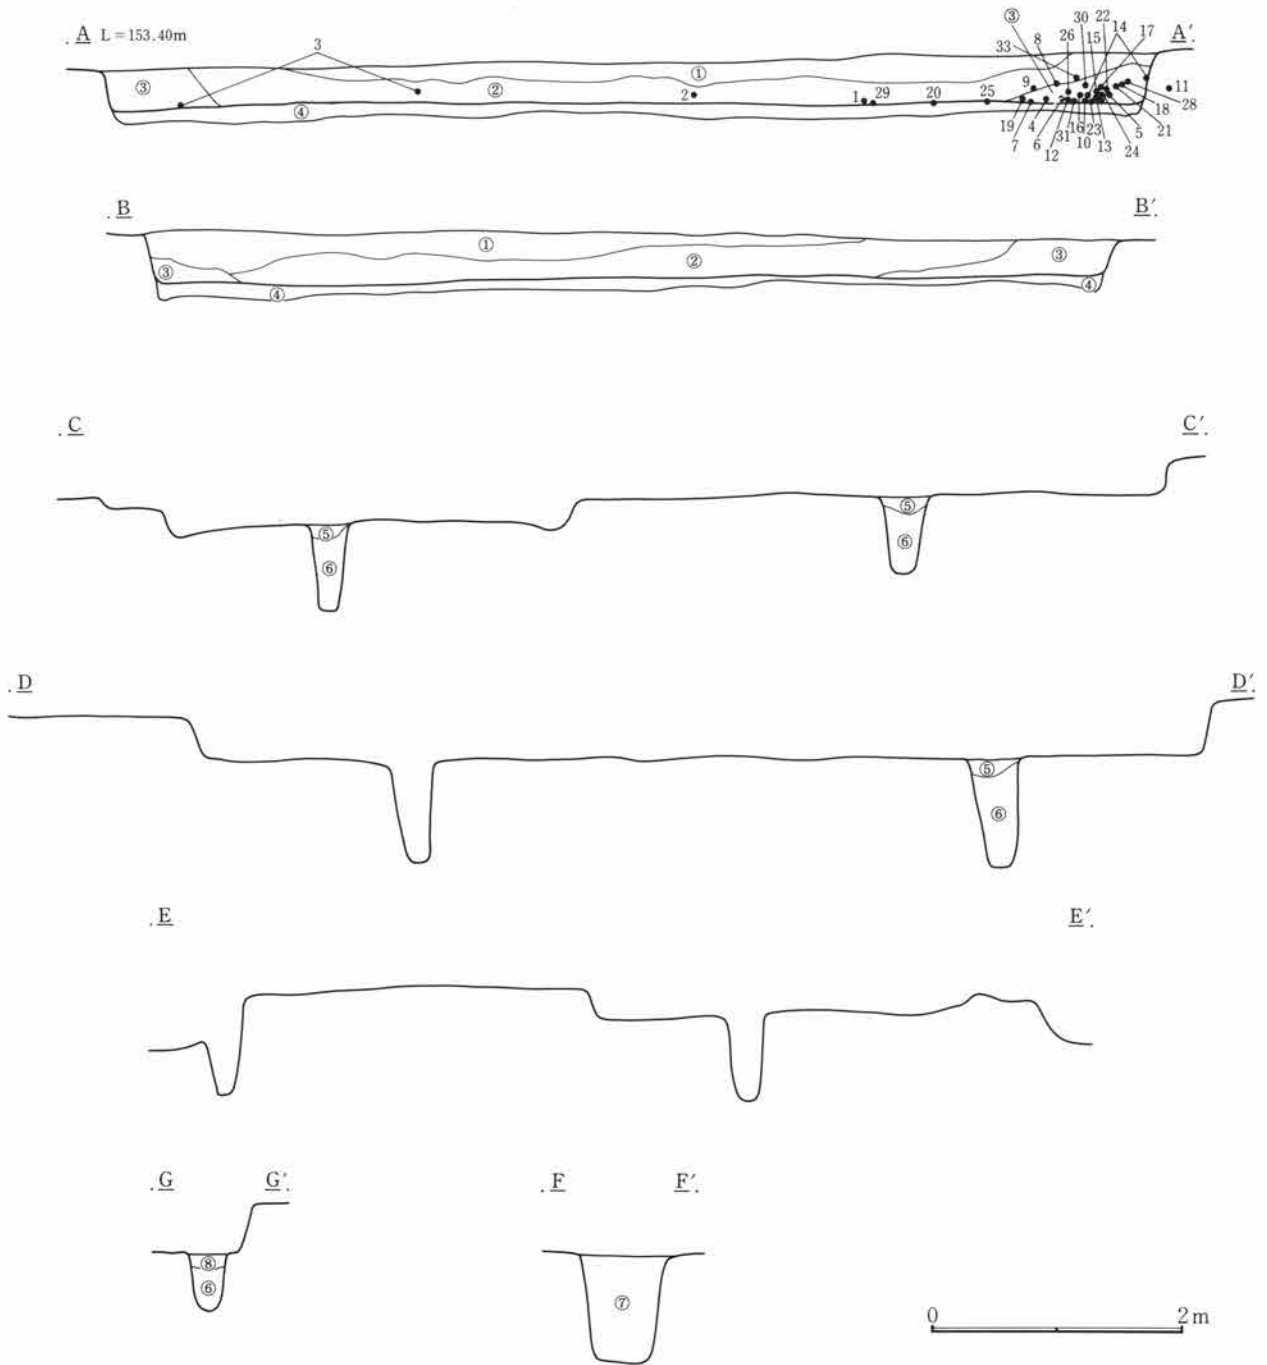 A L=153.40m A′
3 ③ 8 33 26 30 15 22 14 17
③ ① ② 2 9 11
④ 1 29 20 25 18 28
19 7 4 6 12 31 16 10 23 13 24 5 21
B B′
① ② ③
③ ④ ④
C C′
⑤ ⑤
⑥ ⑥
D D′
⑤
⑥
E E′
G G′ F F′
⑧
⑥ ⑦
0 2m